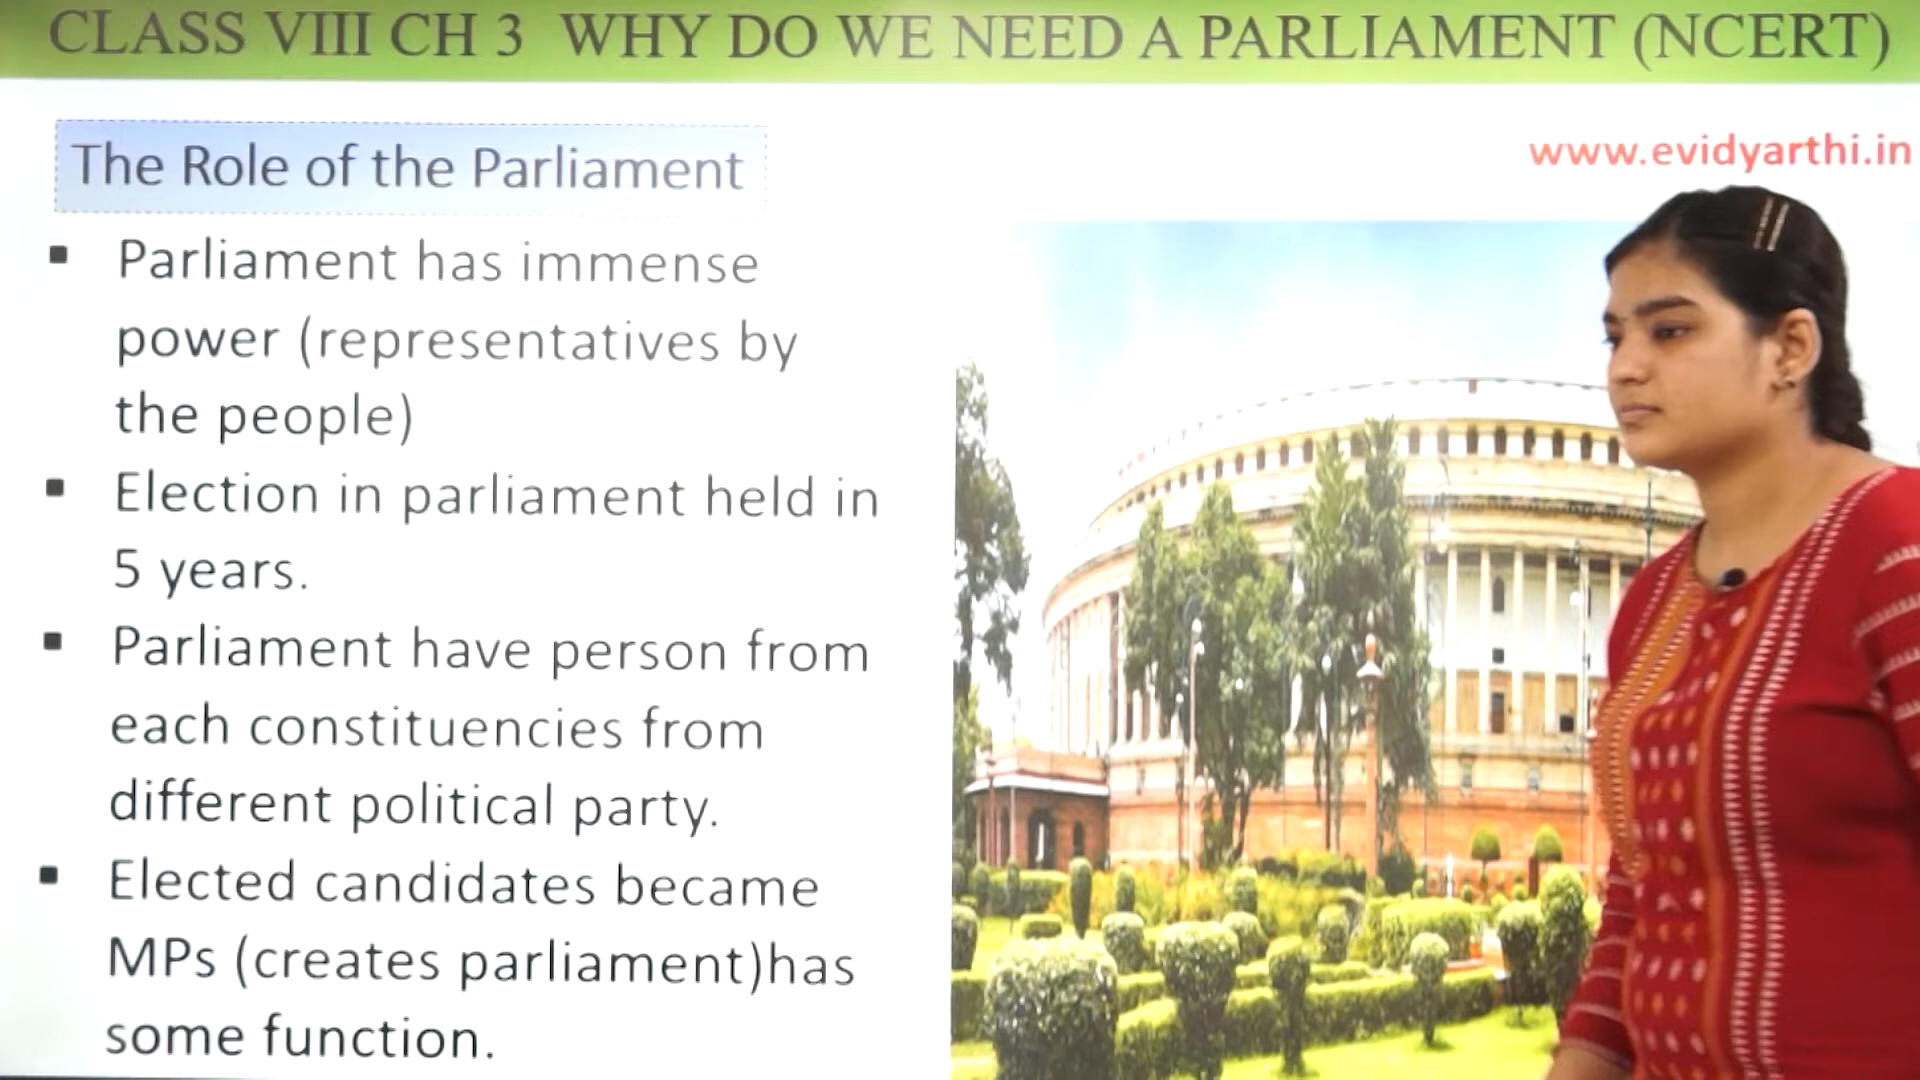 CLASS VIII CH 3 WHY DO WE NEED A PARLIAMENT (NCERT)
The Role of the Parliament
www.evidyarthi.in
▪ Parliament has immense
power (representatives by
the people)
▪ Election in parliament held in
5 years.
▪ Parliament have person from
each constituencies from
different political party.
▪ Elected candidates became
MPs (creates parliament)has
some function.